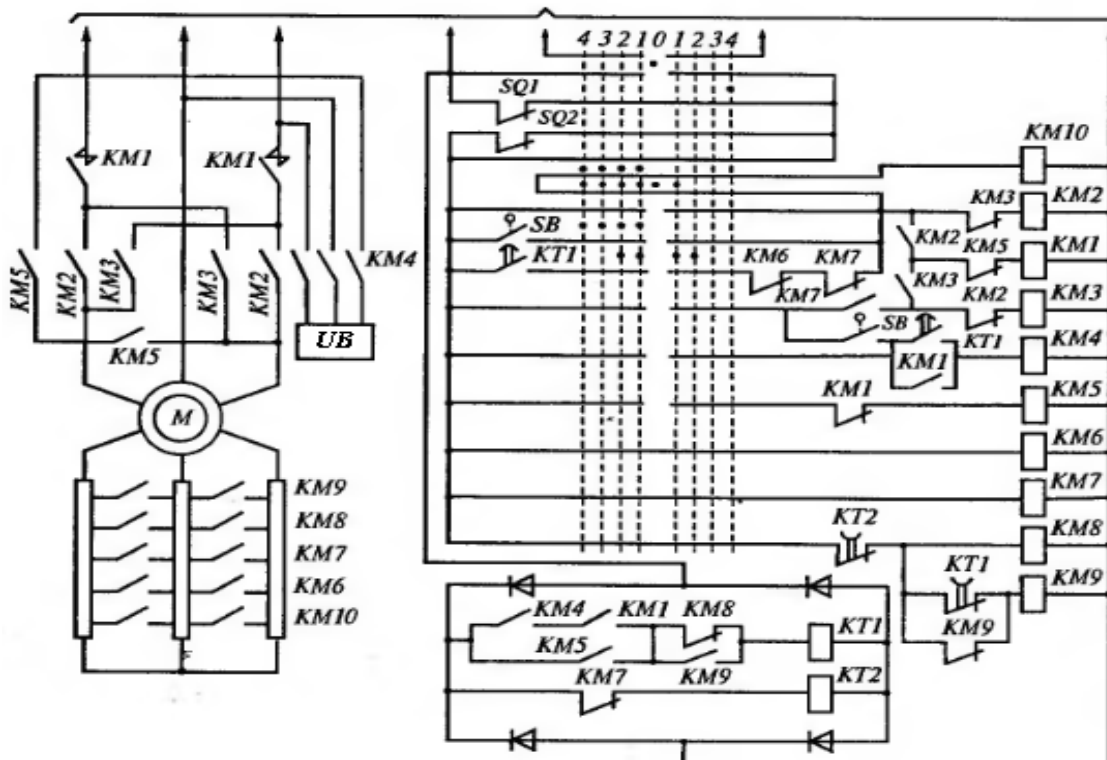 4 3 2 1 0 1 2 3 4
SQ1
SQ2
KM10
KM1 KM1
KM3 KM2
SB
KM2 KM5 KM1
KT1 KM6 KM7
KM5 KM2 KM3 KM3 KM2 KM4
KM7 KM3 KM2 KM3
SB KT1 KM4
UB
KM5
KM1
KM1 KM5
M
KM6
KM9
KM7
KM8
KT2 KM8
KM7
KT1 KM9
KM6
KM10
KM4 KM1 KM8 KT1
KM9
KM5
KM7 KM9 KT2